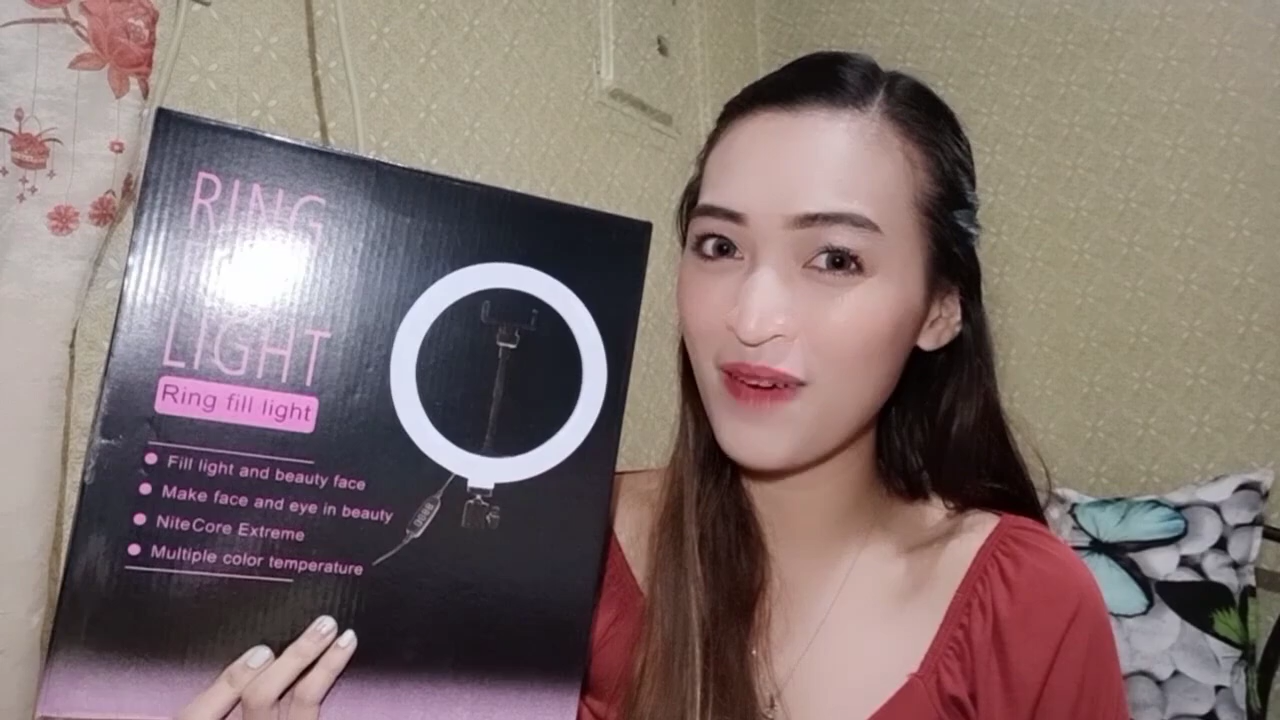 RING
LIGHT
Ring fill light
Fill light and beauty face
Make face and eye in beauty
NiteCore Extreme
Multiple color temperature